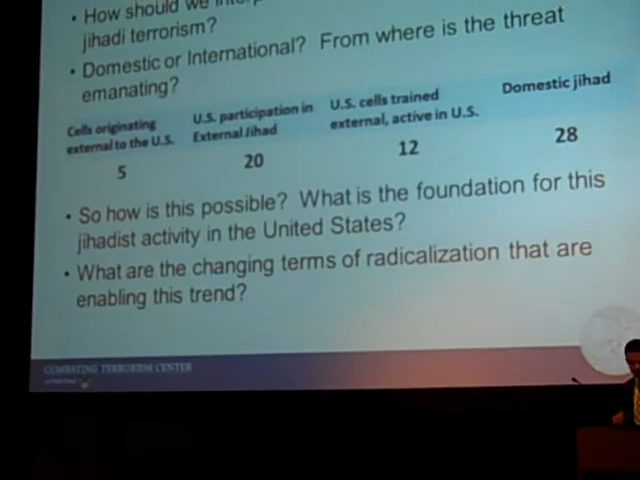 • How should we
jihadi terrorism?
• Domestic or International? From where is the threat
emanating?
Cells originating
external to the U.S.
5
U.S. participation in
External Jihad
20
U.S. cells trained
external, active in U.S.
12
Domestic jihad
28
• So how is this possible? What is the foundation for this
jihadist activity in the United States?
• What are the changing terms of radicalization that are
enabling this trend?
COMBATING TERRORISM CENTER